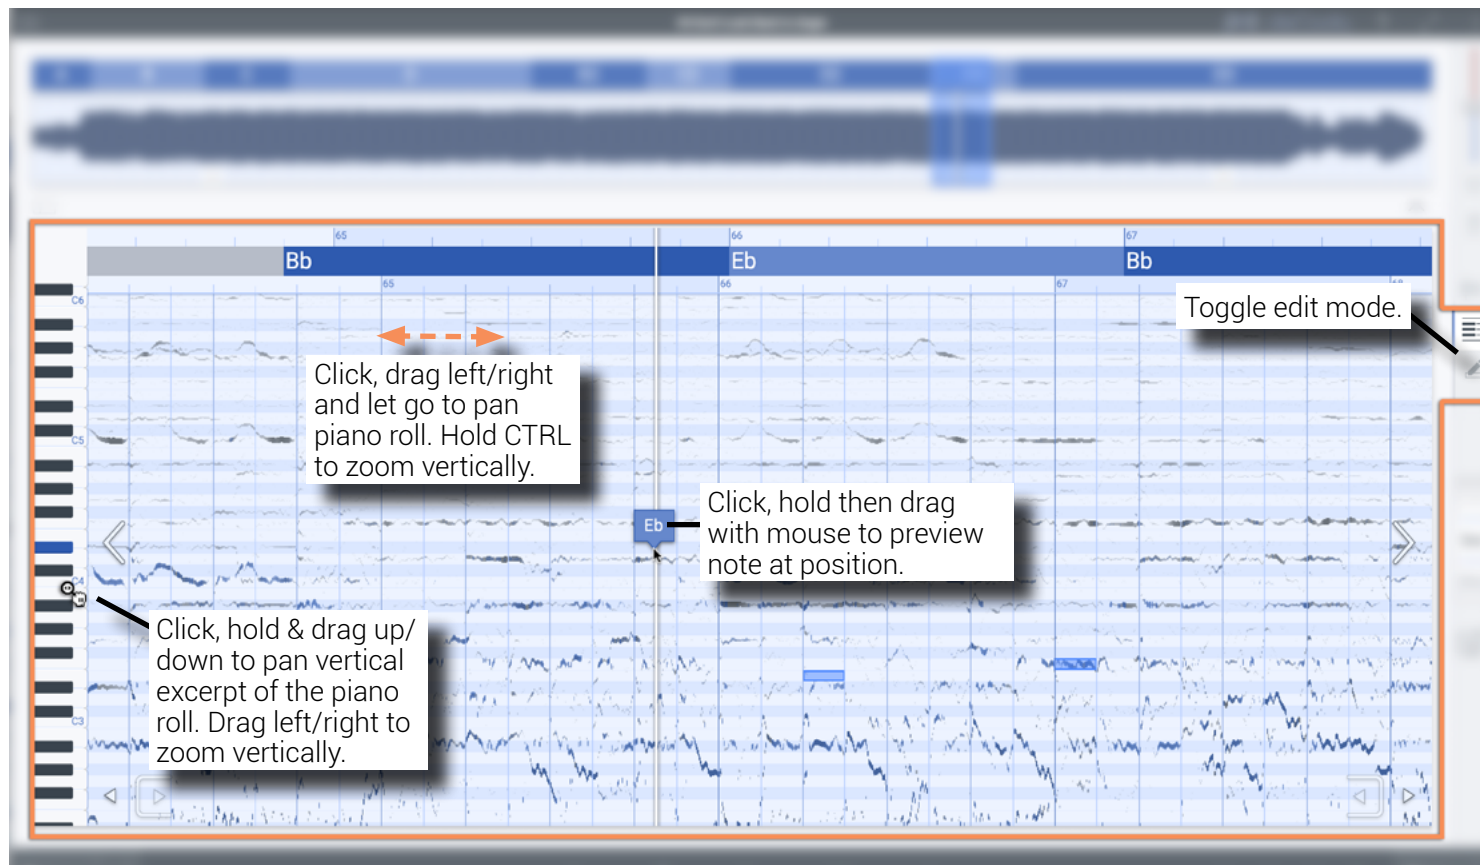 65
66
67
Bb
Eb
Bb
65
66
67
C6
Toggle edit mode.
Click, drag left/right
and let go to pan
piano roll. Hold CTRL
to zoom vertically.
C5
Click, hold then drag
with mouse to preview
note at position.
Eb
C4
Click, hold & drag up/
down to pan vertical
excerpt of the piano
roll. Drag left/right to
zoom vertically.
C3